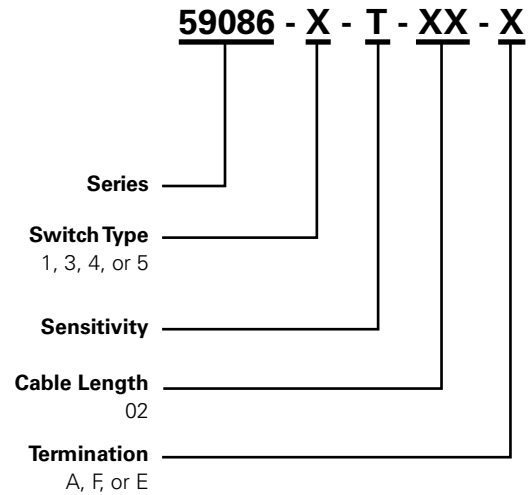 59086 - X - T - XX - X
Series
Switch Type
1, 3, 4, or 5
Sensitivity
Cable Length
02
Termination
A, F, or E